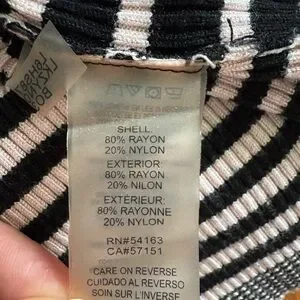 SHELL:
80% RAYON
20% NYLON
EXTERIOR:
80% RAYON
20% NILON
EXTÉRIEUR:
80% RAYONNE
20% NYLON
RN#54163
CA#57151
CARE ON REVERSE
CUIDADO AL REVERSO
SOIN SUR L'INVERSE